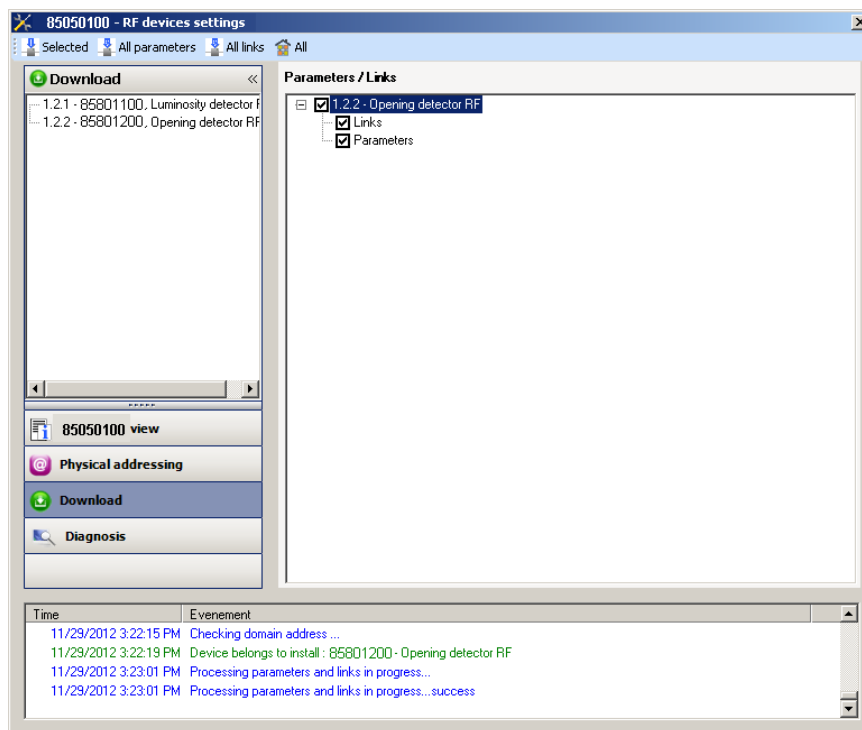 85050100 - RF devices settings
Selected All parameters All links All
Download
1.2.1 - 85801100, Luminosity detector
1.2.2 - 85801200, Opening detector RF
85050100 view
Physical addressing
Download
Diagnosis
Parameters / Links
1.2.2 - Opening detector RF
Links
Parameters
Time Evenement
11/29/2012 3:22:15 PM Checking domain address ...
11/29/2012 3:22:19 PM Device belongs to install : 85801200 - Opening detector RF
11/29/2012 3:23:01 PM Processing parameters and links in progress...
11/29/2012 3:23:01 PM Processing parameters and links in progress...success